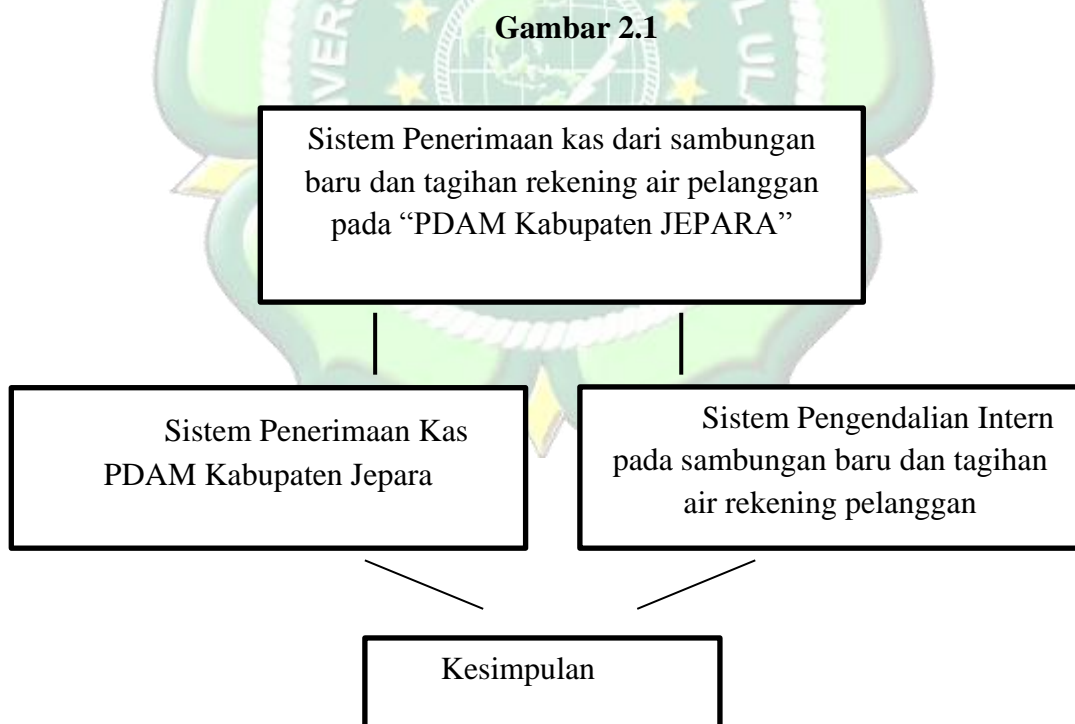 Gambar 2.1
Sistem Penerimaan kas dari sambungan
baru dan tagihan rekening air pelanggan
pada “PDAM Kabupaten JEPARA”
Sistem Penerimaan Kas
PDAM Kabupaten Jepara
Sistem Pengendalian Intern
pada sambungan baru dan tagihan
air rekening pelanggan
Kesimpulan